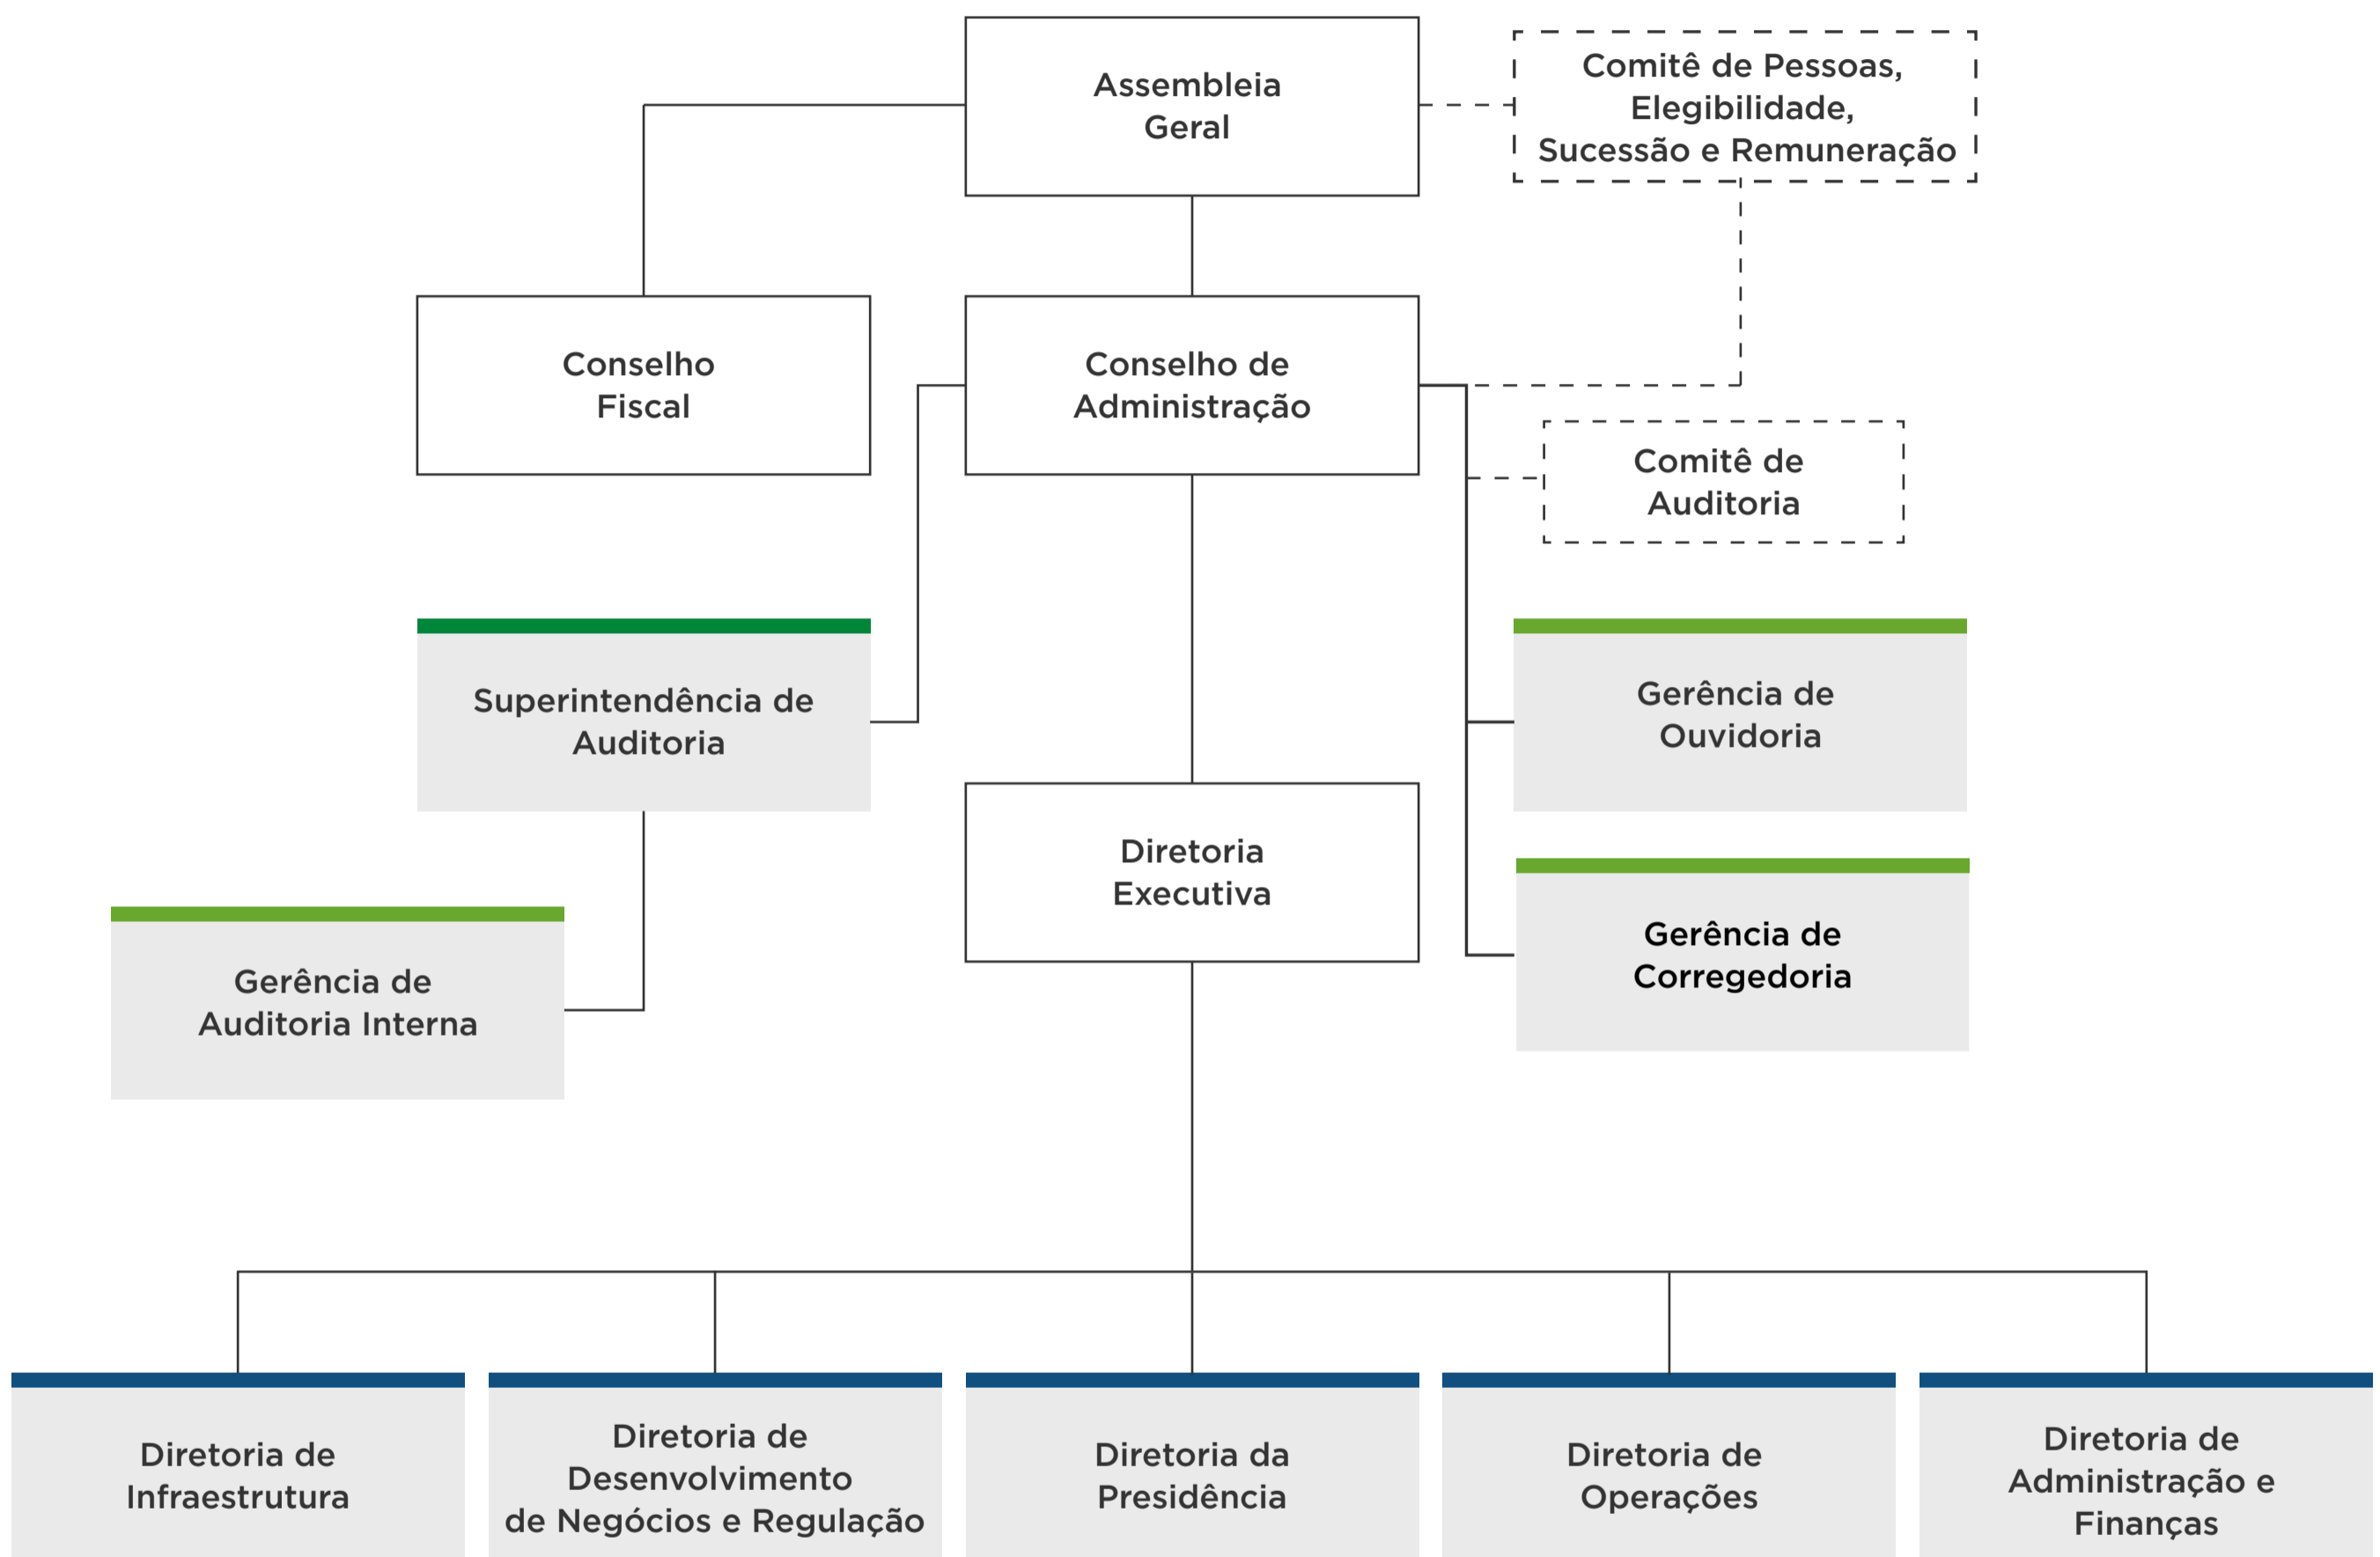 Assembleia
Geral
Comitê de Pessoas,
Elegibilidade,
Sucessão e Remuneração
Conselho
Fiscal
Conselho de
Administração
Comitê de
Auditoria
Superintendência de
Auditoria
Gerência de
Ouvidoria
Diretoria
Executiva
Gerência de
Corregedoria
Gerência de
Auditoria Interna
Diretoria de
Infraestrutura
Diretoria de
Desenvolvimento
de Negócios e Regulação
Diretoria da
Presidência
Diretoria de
Operações
Diretoria de
Administração e
Finanças